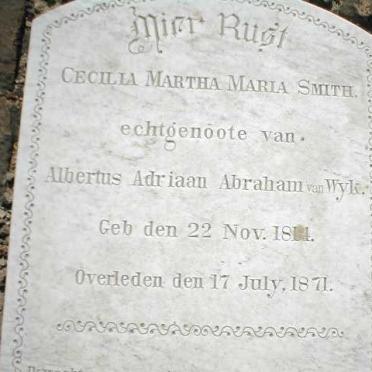 Hier Rust
CECILIA MARTHA MARIA SMITH.
echtgenoote van
Albertus Adriaan Abraham van Wyk.
Geb den 22 Nov.
Overleden den 17 July, 1871.